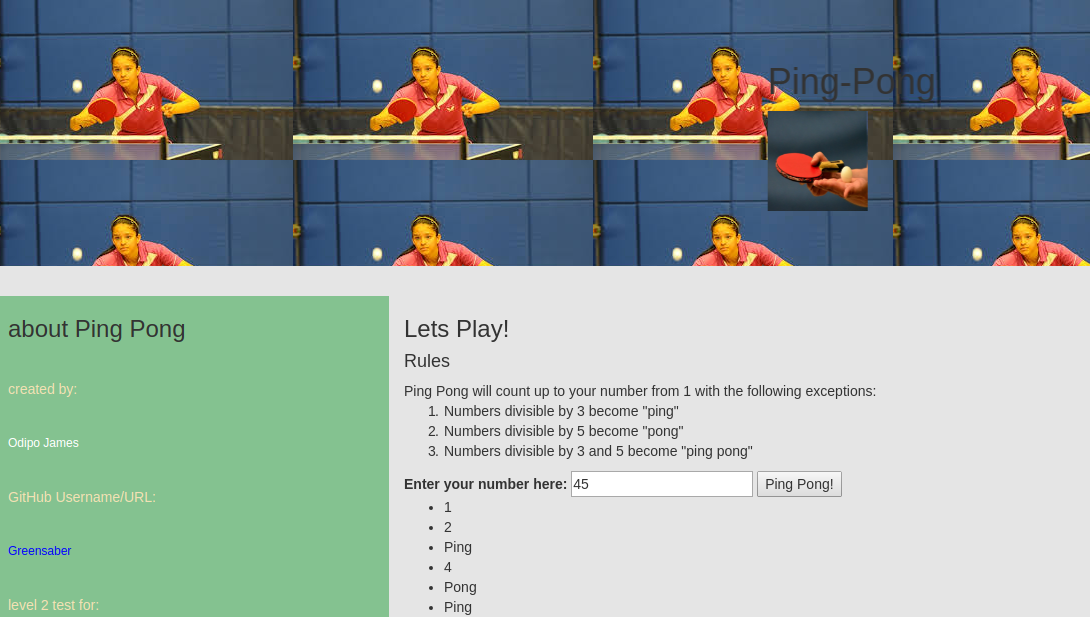 Ping-Pong
about Ping Pong
created by:
Odipo James
GitHub Username/URL:
Greensaber
level 2 test for:
Lets Play!
Rules
Ping Pong will count up to your number from 1 with the following exceptions:
1. Numbers divisible by 3 become "ping"
2. Numbers divisible by 5 become "pong"
3. Numbers divisible by 3 and 5 become "ping pong"
Enter your number here: 45 Ping Pong!
• 1
• 2
• Ping
• 4
• Pong
• Ping